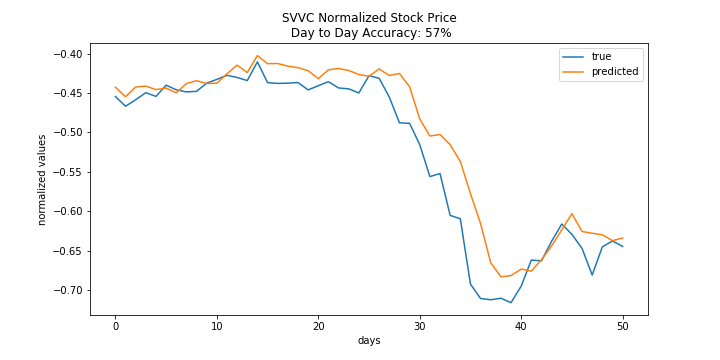 SVVC Normalized Stock Price
Day to Day Accuracy: 57%
true
predicted
normalized values
−0.40
−0.45
−0.50
−0.55
−0.60
−0.65
−0.70
0 10 20 30 40 50
days